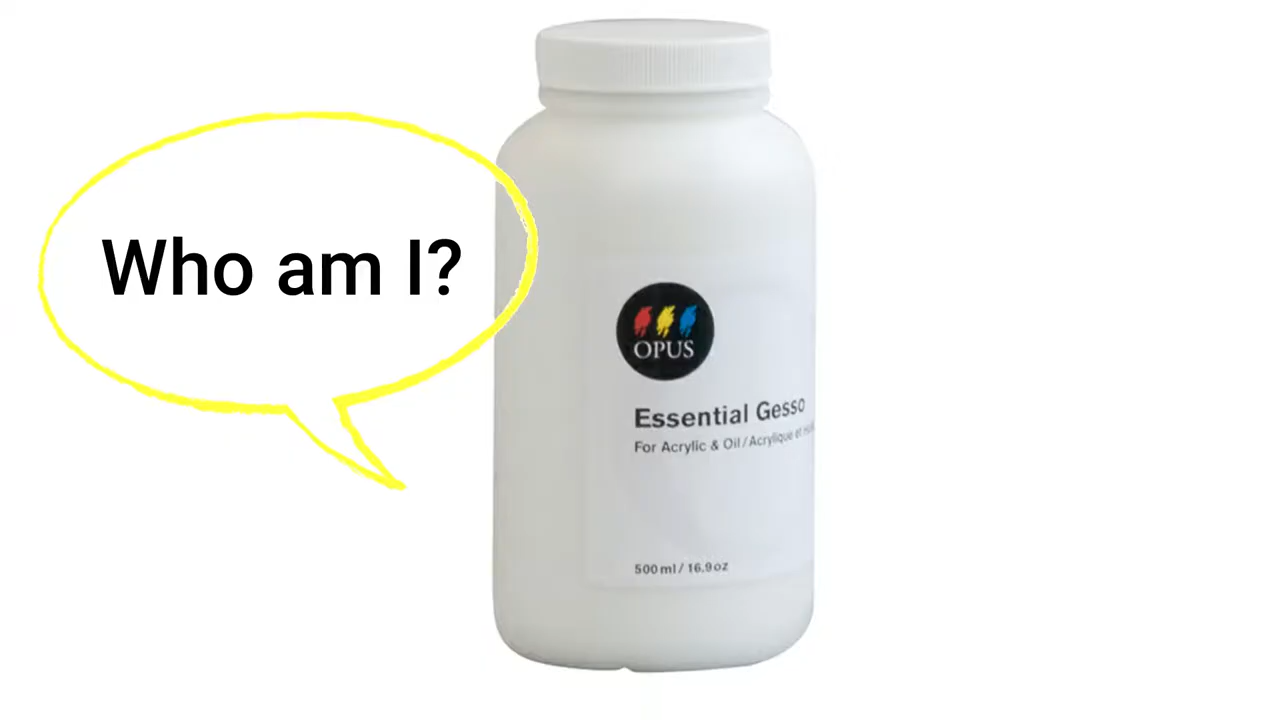 Who am I?
OPUS
Essential Gesso
For Acrylic & Oil / Acrylique et
500 ml / 16.9 oz